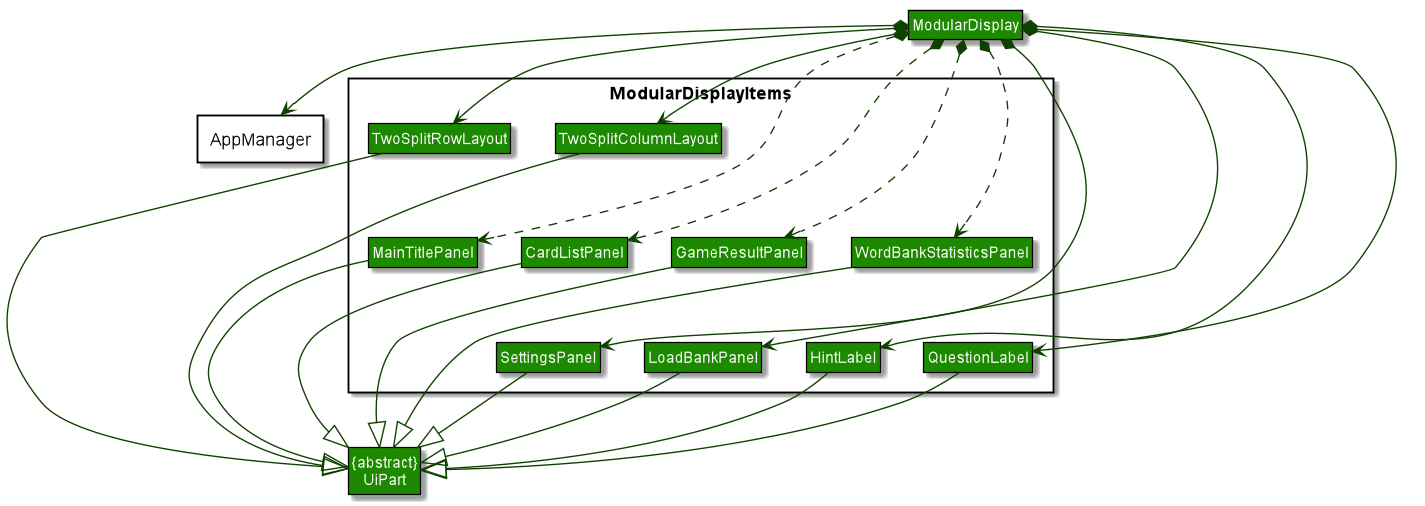 ModularDisplay
ModularDisplayItems
AppManager
TwoSplitRowLayout
TwoSplitColumnLayout
MainTitlePanel
CardListPanel
GameResultPanel
WordBankStatisticsPanel
SettingsPanel
LoadBankPanel
HintLabel
QuestionLabel
{abstract}
UiPart